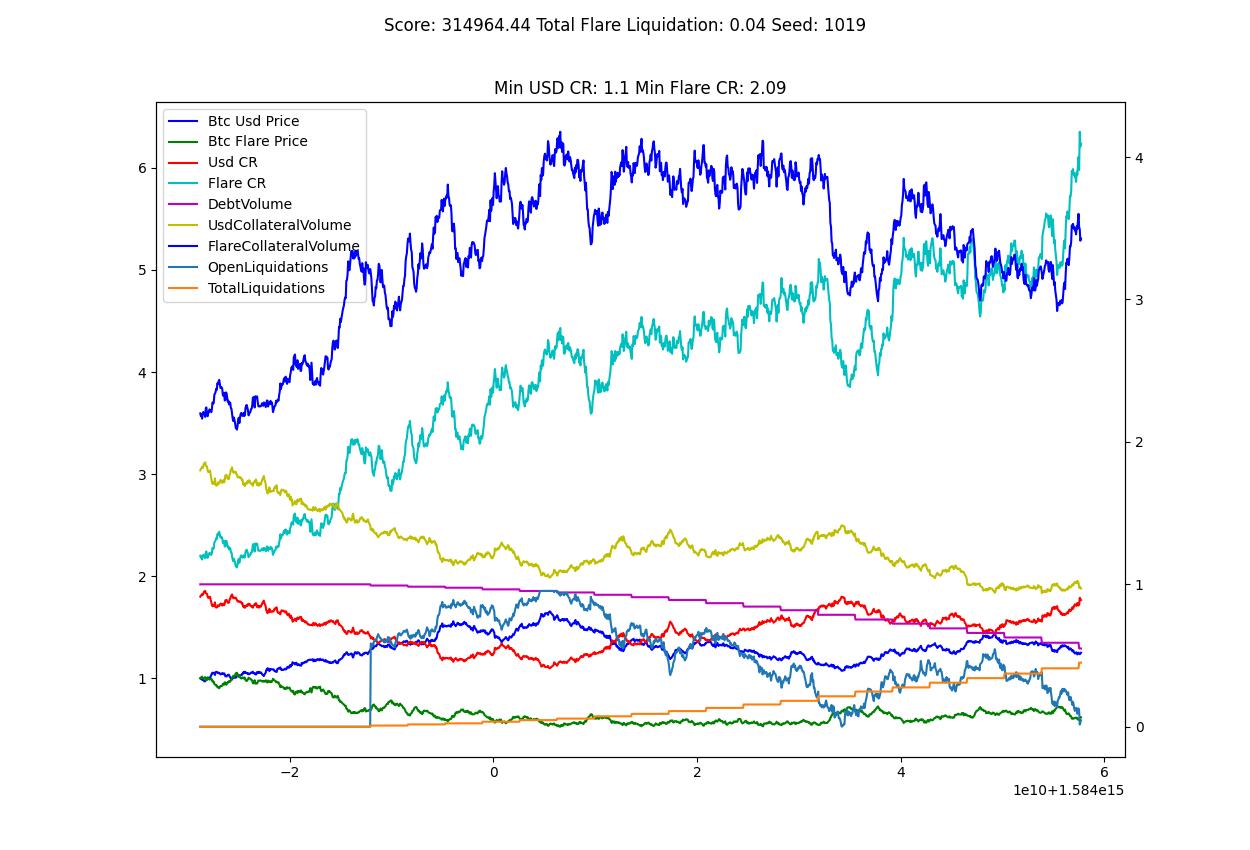 Score: 314964.44 Total Flare Liquidation: 0.04 Seed: 1019
Min USD CR: 1.1 Min Flare CR: 2.09
Btc Usd Price
Btc Flare Price
Usd CR
Flare CR
DebtVolume
UsdCollateralVolume
FlareCollateralVolume
OpenLiquidations
TotalLiquidations
6
5
4
3
2
1
4
3
2
1
0
−2
0
2
4
6
1e10+1.584e15